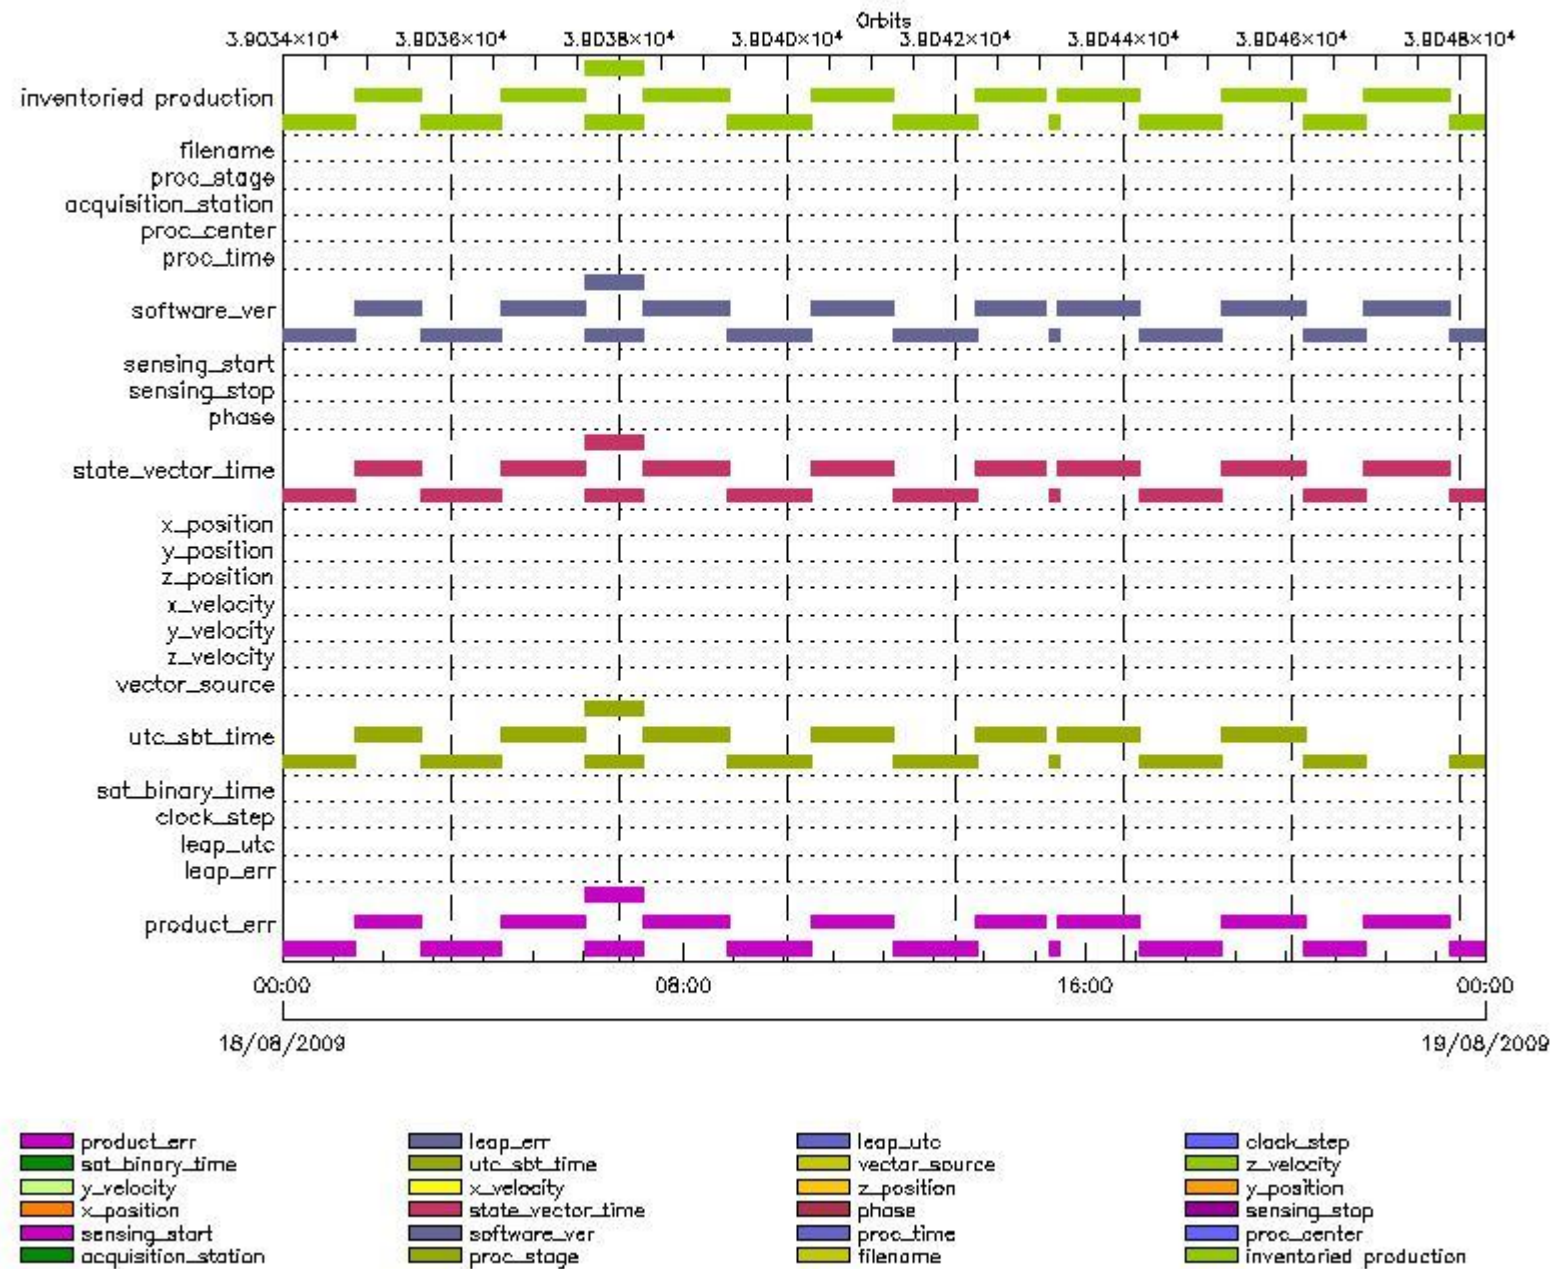 Orbits
3.9034×10⁴ 3.9036×10⁴ 3.9038×10⁴ 3.9040×10⁴ 3.9042×10⁴ 3.9044×10⁴ 3.9046×10⁴ 3.9048×10⁴
inventoried production
filename
proc_stage
acquisition_station
proc_center
proc_time
software_ver
sensing_start
sensing_stop
phase
state_vector_time
x_position
y_position
z_position
x_velocity
y_velocity
z_velocity
vector_source
utc_sbt_time
sat_binary_time
clock_step
leap_utc
leap_err
product_err
00:00 08:00 16:00 00:00
18/08/2009 19/08/2009
product_err leap_err leap_utc clock_step
sat_binary_time utc_sbt_time vector_source z_velocity
y_velocity x_velocity z_position y_position
x_position state_vector_time phase sensing_stop
sensing_start software_ver proc_time proc_center
acquisition_station proc_stage filename inventoried production